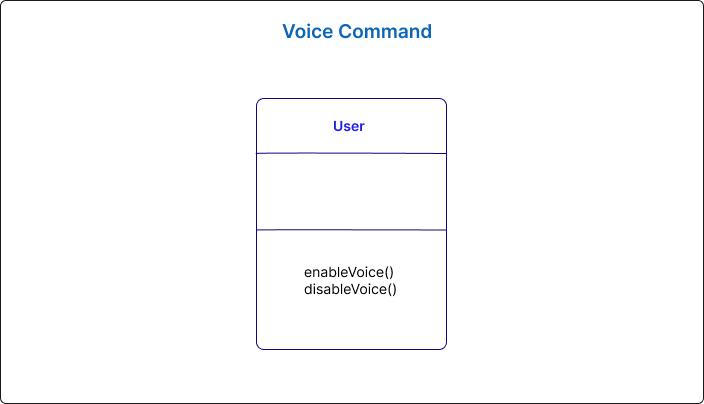 Voice Command
User
enableVoice()
disableVoice()